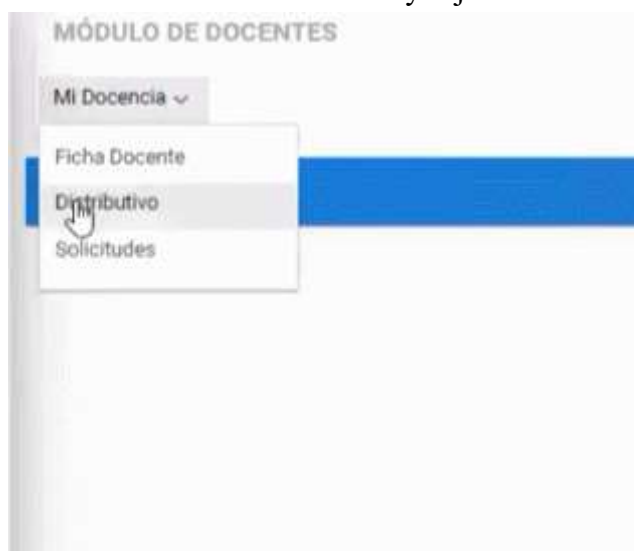 MÓDULO DE DOCENTES
Mi Docencia
Ficha Docente
Distributivo
Solicitudes